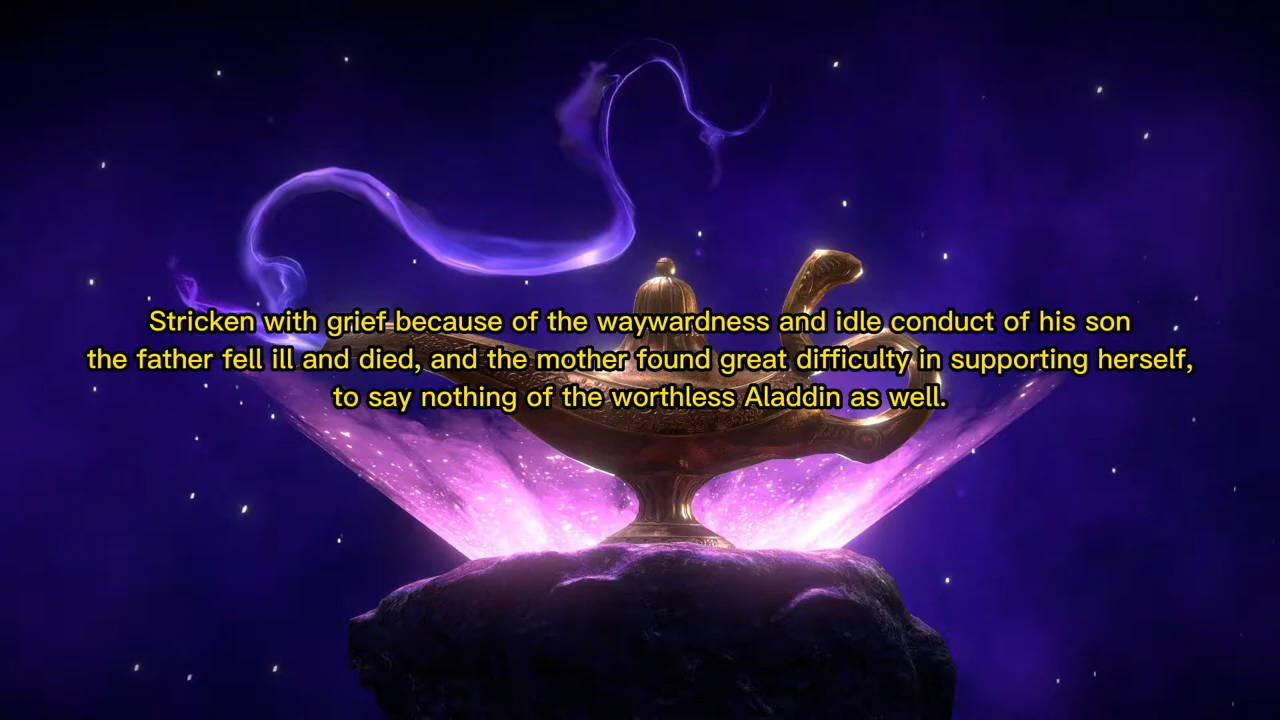 Stricken with grief because of the waywardness and idle conduct of his son
the father fell ill and died, and the mother found great difficulty in supporting herself,
to say nothing of the worthless Aladdin as well.